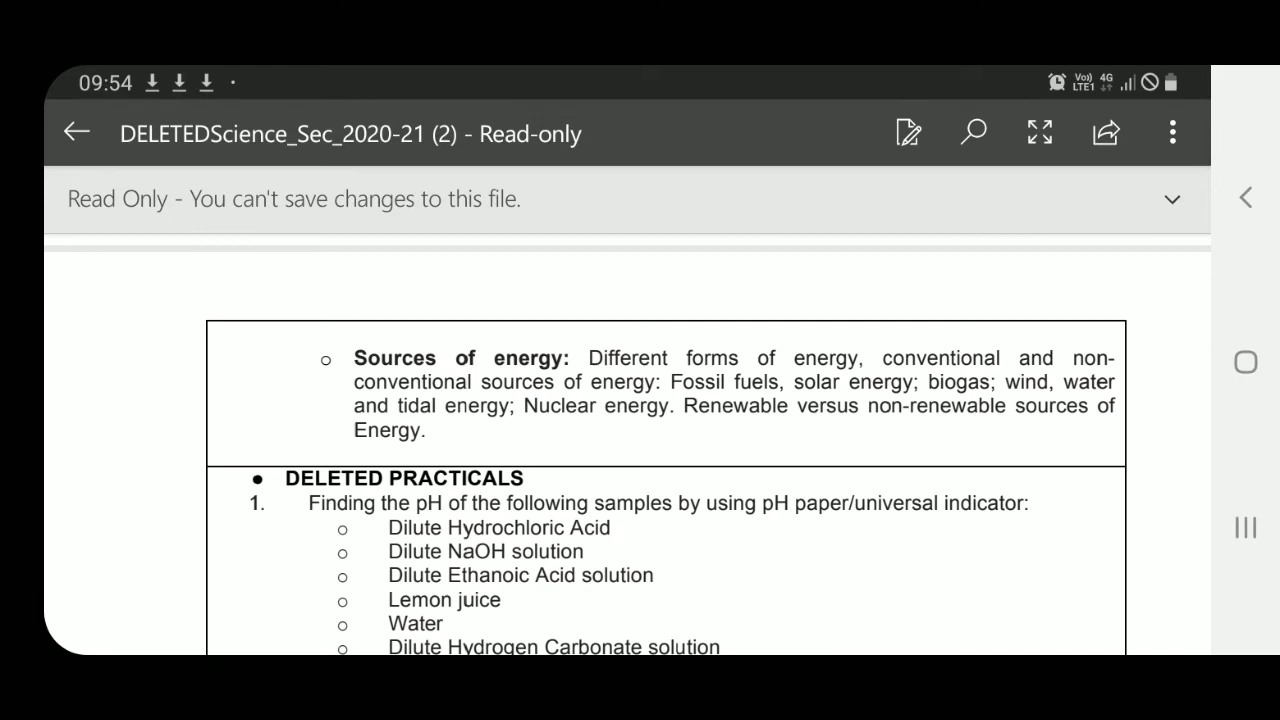 09:54
Vo)) 4G
LTE1
DELETEDScience_Sec_2020-21 (2) - Read-only
Read Only - You can't save changes to this file.
○ Sources of energy: Different forms of energy, conventional and non-
conventional sources of energy: Fossil fuels, solar energy; biogas; wind, water
and tidal energy; Nuclear energy. Renewable versus non-renewable sources of
Energy.
● DELETED PRACTICALS
1. Finding the pH of the following samples by using pH paper/universal indicator:
○ Dilute Hydrochloric Acid
○ Dilute NaOH solution
○ Dilute Ethanoic Acid solution
○ Lemon juice
○ Water
○ Dilute Hydrogen Carbonate solution